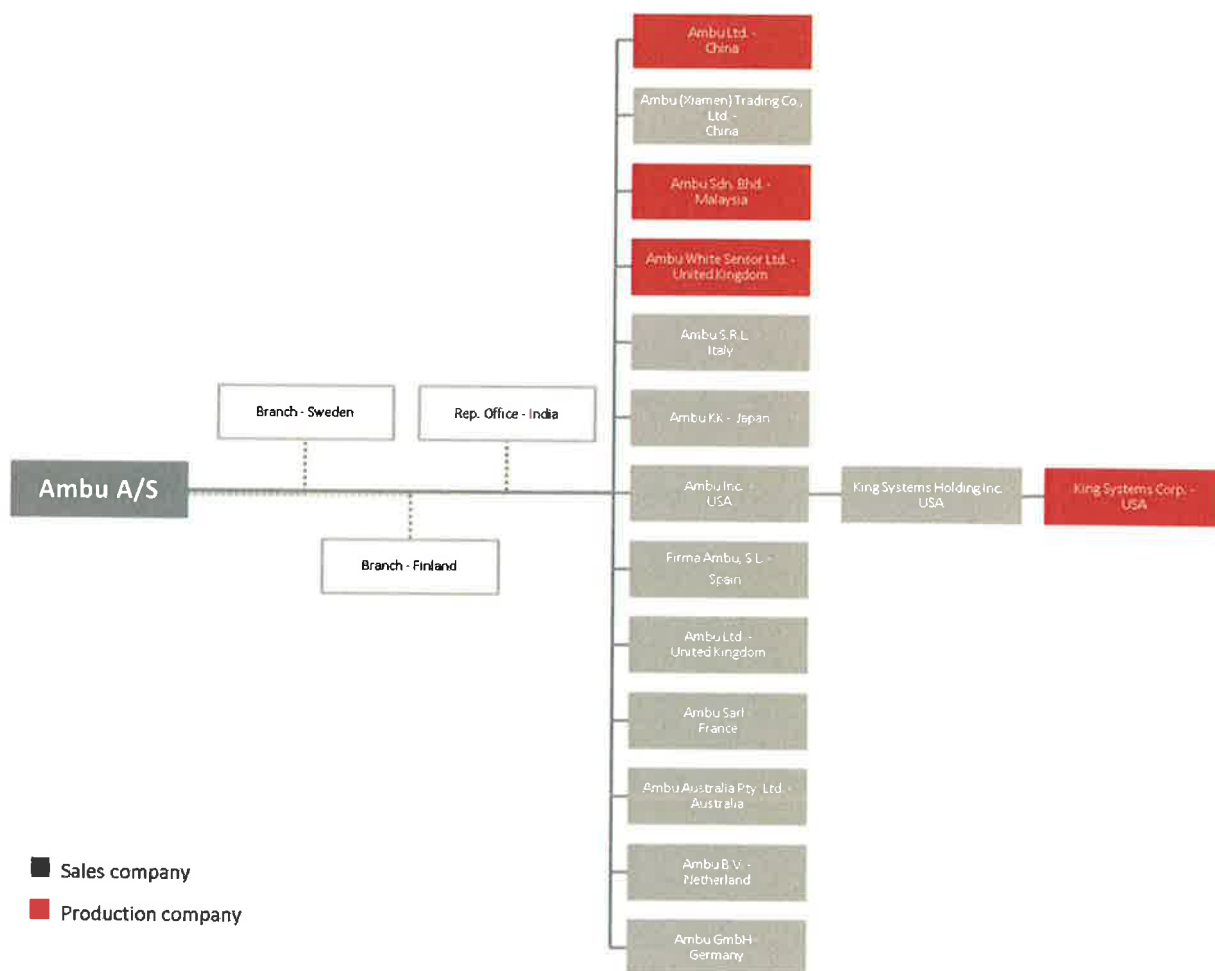 Ambu Ltd. -
China
Ambu (Xiamen) Trading Co.,
Ltd. -
China
Ambu Sdn. Bhd. -
Malaysia
Ambu White Sensor Ltd. -
United Kingdom
Ambu S.R.L. -
Italy
Branch - Sweden
Rep. Office - India
Ambu KK - Japan
Ambu A/S
Ambu Inc. -
USA
King Systems Holding Inc.
USA
King Systems Corp. -
USA
Branch - Finland
Firma Ambu, S.L. -
Spain
Ambu Ltd. -
United Kingdom
Ambu Sarl
France
Ambu Australia Pty. Ltd. -
Australia
Sales company
Ambu B.V. -
Netherland
Production company
Ambu GmbH -
Germany